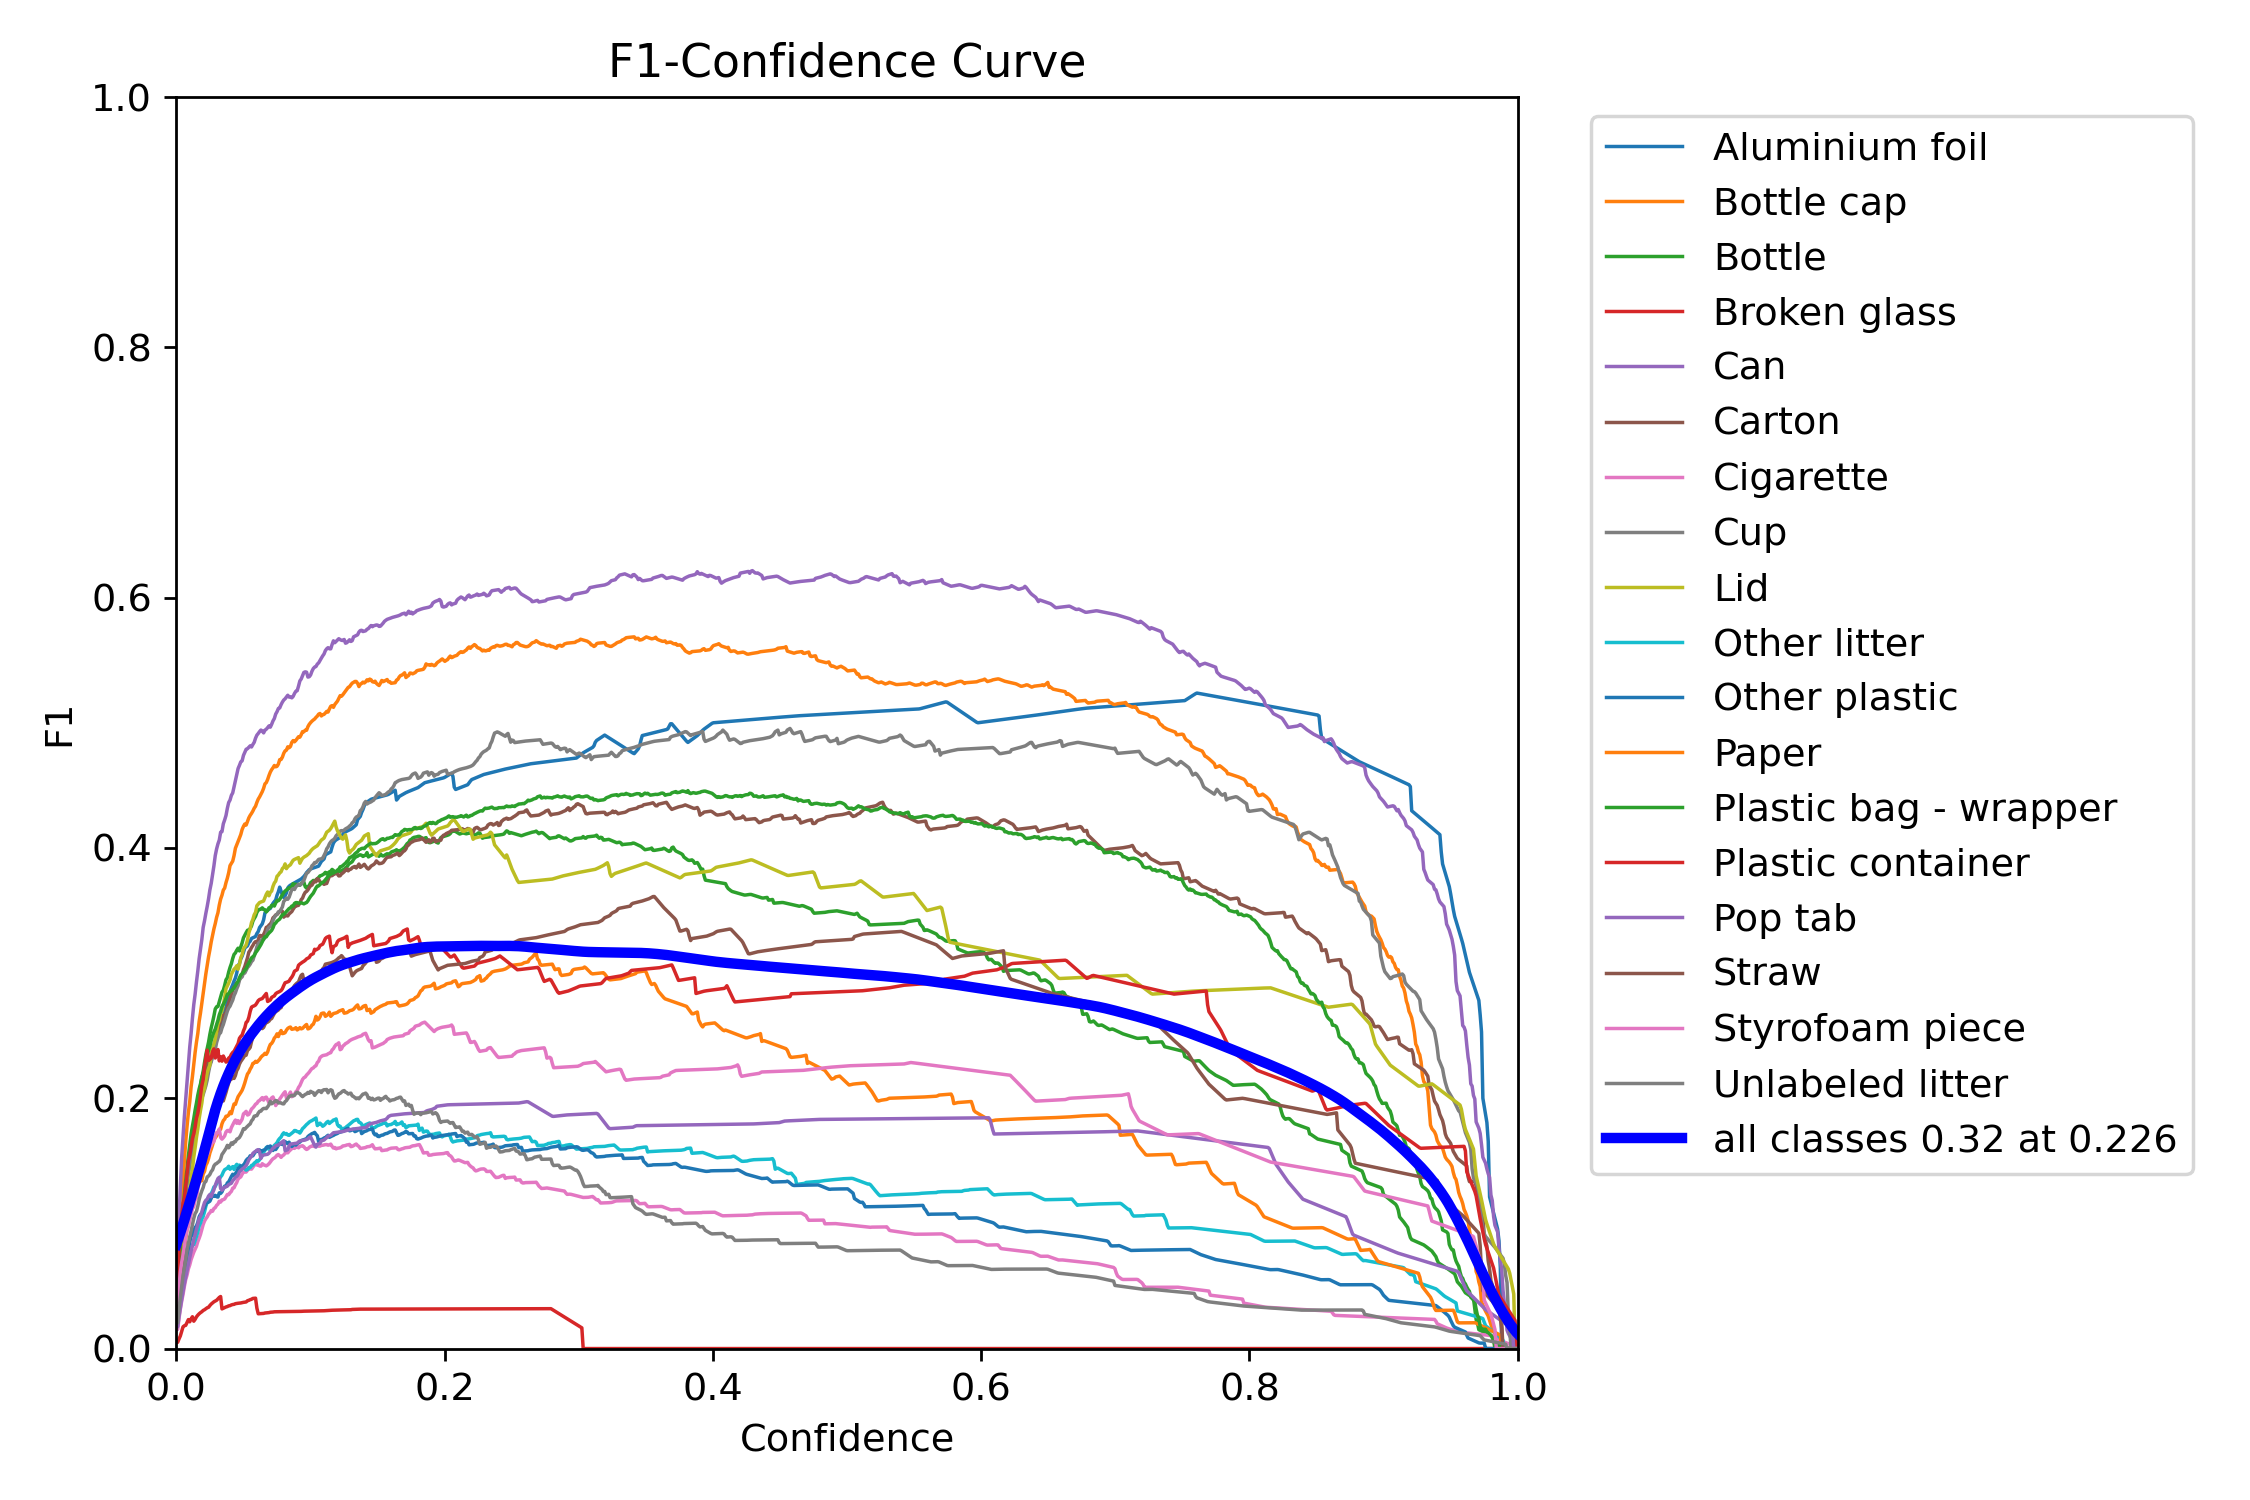 F1-Confidence Curve
1.0
0.8
0.6
0.4
0.2
0.0
F1
0.0 0.2 0.4 0.6 0.8 1.0
Confidence
Aluminium foil
Bottle cap
Bottle
Broken glass
Can
Carton
Cigarette
Cup
Lid
Other litter
Other plastic
Paper
Plastic bag - wrapper
Plastic container
Pop tab
Straw
Styrofoam piece
Unlabeled litter
all classes 0.32 at 0.226